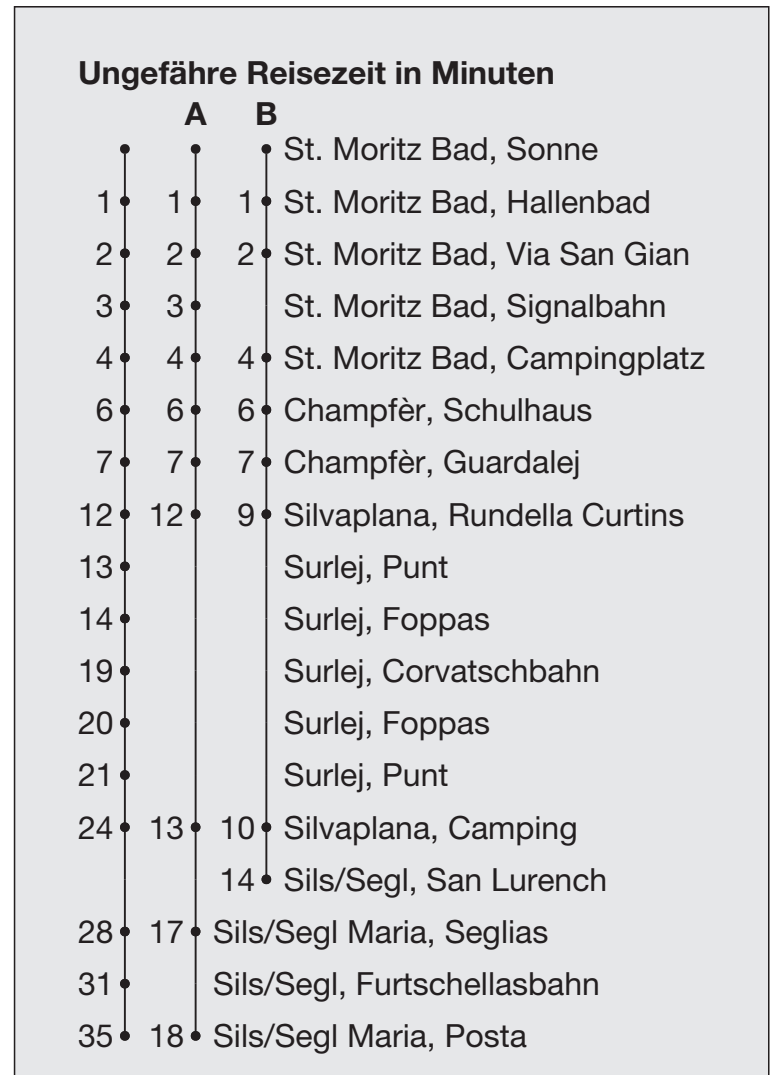 Ungefähre Reisezeit in Minuten
A B
St. Moritz Bad, Sonne
1 1 1 St. Moritz Bad, Hallenbad
2 2 2 St. Moritz Bad, Via San Gian
3 3 St. Moritz Bad, Signalbahn
4 4 4 St. Moritz Bad, Campingplatz
6 6 6 Champfèr, Schulhaus
7 7 7 Champfèr, Guardalej
12 12 9 Silvaplana, Rundella Curtins
13 Surlej, Punt
14 Surlej, Foppas
19 Surlej, Corvatschbahn
20 Surlej, Foppas
21 Surlej, Punt
24 13 10 Silvaplana, Camping
14 Sils/Segl, San Lurench
28 17 Sils/Segl Maria, Seglias
31 Sils/Segl, Furtschellasbahn
35 18 Sils/Segl Maria, Posta